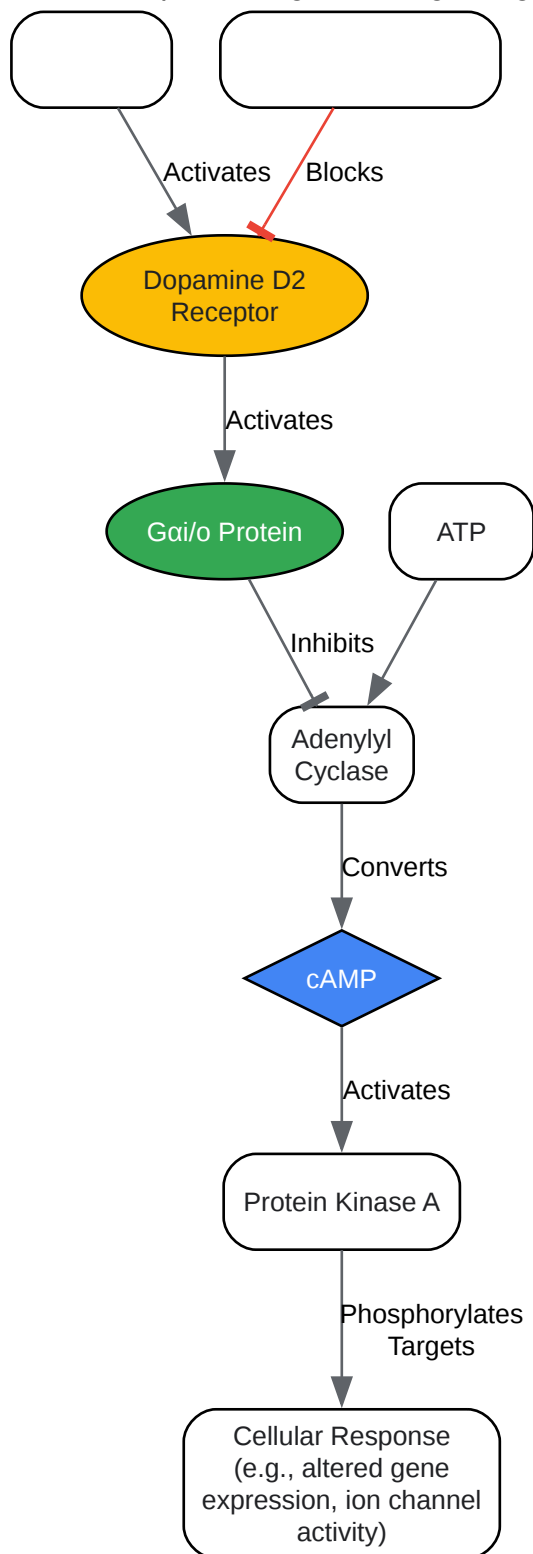 Activates
Blocks
Dopamine D2
Receptor
Activates
Gαi/o Protein
ATP
Inhibits
Adenylyl
Cyclase
Converts
cAMP
Activates
Protein Kinase A
Phosphorylates
Targets
Cellular Response
(e.g., altered gene
expression, ion channel
activity)